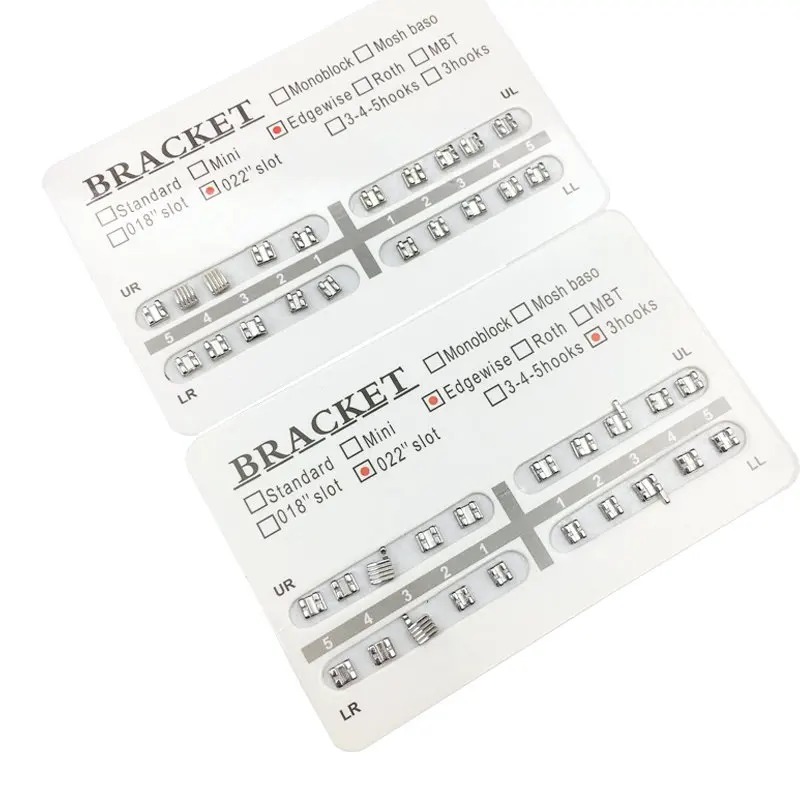 Mosh baso
Monoblock
MBT
Roth
3hooks
Edgewise
3-4-5hooks
BRACKET
Mini
Standard
022" slot
018" slot
UL
UR
5 4 3 2 1 1 2 3 4 5
LL
LR
Mosh baso
Monoblock
MBT
Roth
3hooks
Edgewise
3-4-5hooks
BRACKET
Mini
Standard
022" slot
018" slot
UL
UR
5 4 3 2 1 1 2 3 4 5
LL
LR